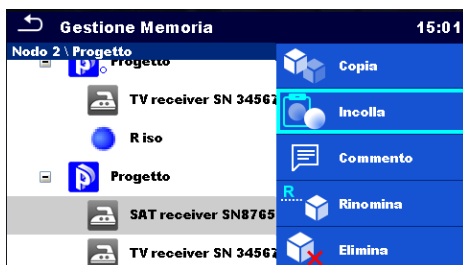 Gestione Memoria 15:01
Nodo 2 \ Progetto
Progetto
TV receiver SN 34567
R iso
Progetto
SAT receiver SN8765
TV receiver SN 34567
Copia
Incolla
Commento
R
Rinomina
Elimina